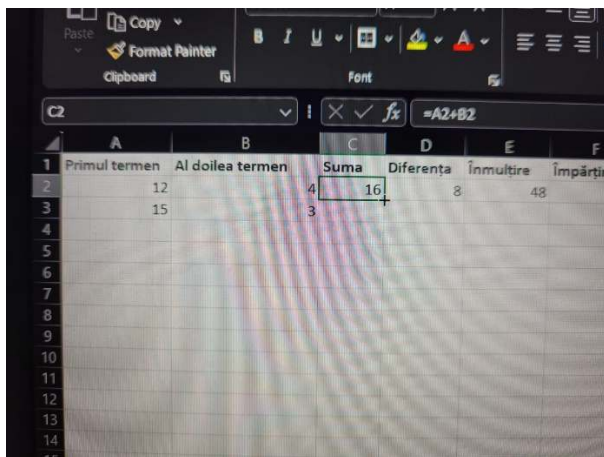 Copy
Paste
Format Painter
B I U A
Clipboard
Font
C2
fx =A2+B2
A B C D E F
1 Primul termen Al doilea termen Suma Diferența Înmulțire
2 12 4 16 8 48
3 15 3
4
5
6
7
8
9
10
11
12
13
14